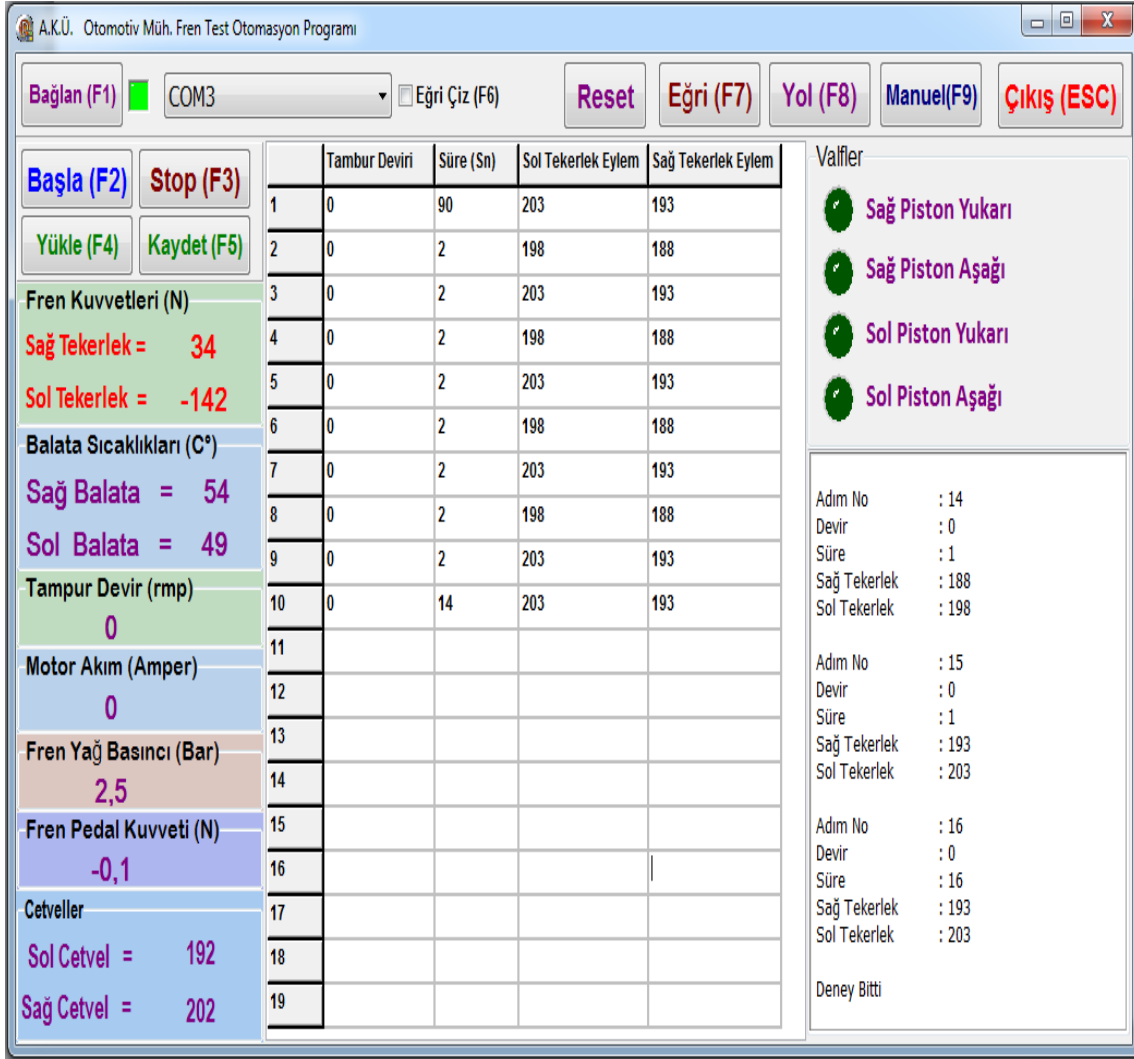 A.K.Ü. Otomotiv Müh. Fren Test Otomasyon Programı
Bağlan (F1) COM3 Eğri Çiz (F6) Reset Eğri (F7) Yol (F8) Manuel(F9) Çıkış (ESC)
Başla (F2) Stop (F3)
Yükle (F4) Kaydet (F5)
Fren Kuvvetleri (N)
Sağ Tekerlek = 34
Sol Tekerlek = -142
Balata Sıcaklıkları (C°)
Sağ Balata = 54
Sol Balata = 49
Tampur Devir (rmp)
0
Motor Akım (Amper)
0
Fren Yağ Basıncı (Bar)
2,5
Fren Pedal Kuvveti (N)
-0,1
Cetveller
Sol Cetvel = 192
Sağ Cetvel = 202
Tambur Deviri Süre (Sn) Sol Tekerlek Eylem Sağ Tekerlek Eylem
1 0 90 203 193
2 0 2 198 188
3 0 2 203 193
4 0 2 198 188
5 0 2 203 193
6 0 2 198 188
7 0 2 203 193
8 0 2 198 188
9 0 2 203 193
10 0 14 203 193
11
12
13
14
15
16
17
18
19
Valfler
Sağ Piston Yukarı
Sağ Piston Aşağı
Sol Piston Yukarı
Sol Piston Aşağı
Adım No : 14
Devir : 0
Süre : 1
Sağ Tekerlek : 188
Sol Tekerlek : 198
Adım No : 15
Devir : 0
Süre : 1
Sağ Tekerlek : 193
Sol Tekerlek : 203
Adım No : 16
Devir : 0
Süre : 16
Sağ Tekerlek : 193
Sol Tekerlek : 203
Deney Bitti